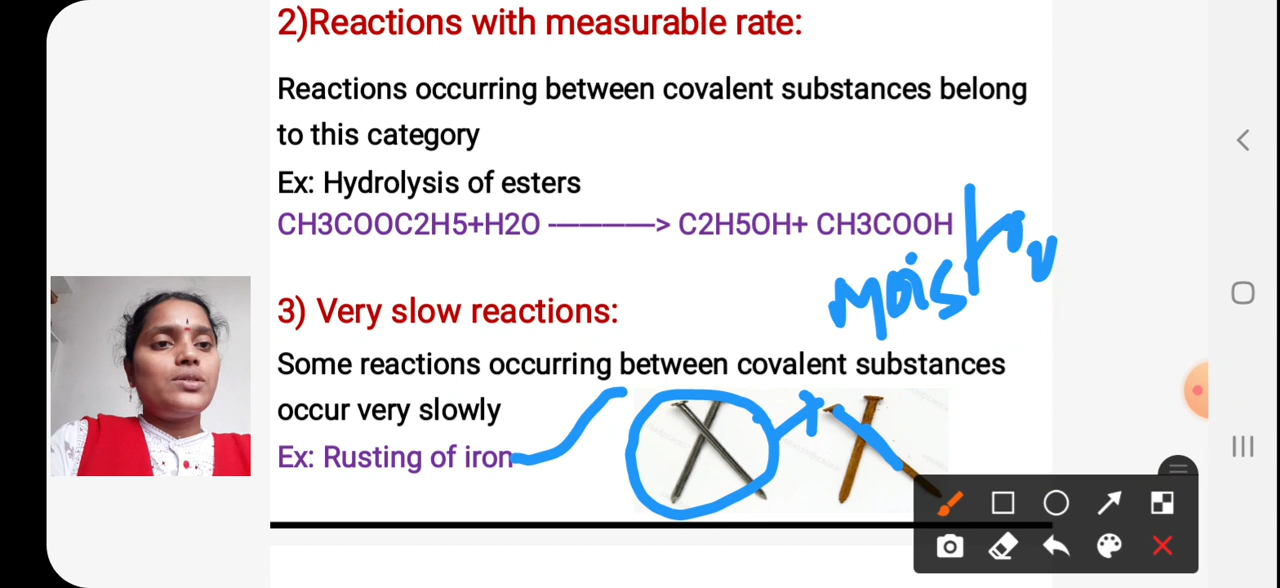 2)Reactions with measurable rate:
Reactions occurring between covalent substances belong
to this category
Ex: Hydrolysis of esters
CH3COOC2H5+H2O ————> C2H5OH+ CH3COOH
3) Very slow reactions:
Some reactions occurring between covalent substances
occur very slowly
Ex: Rusting of iron